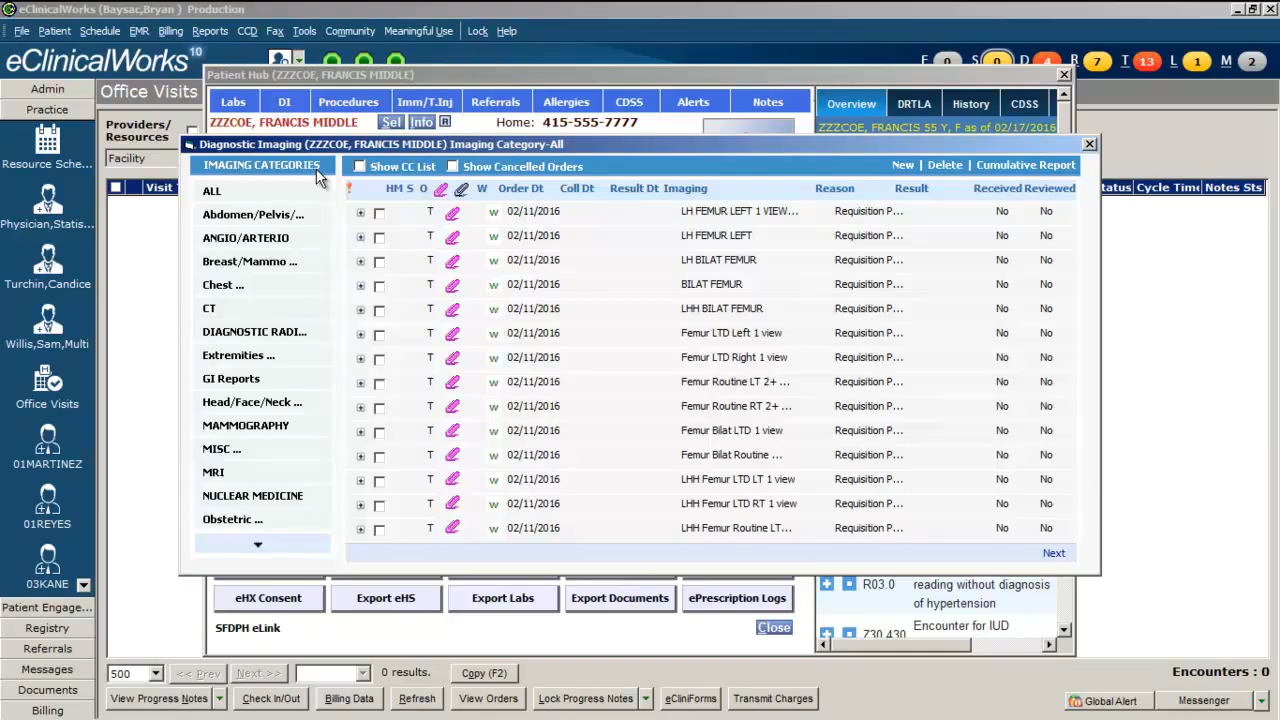 eClinicalWorks (Baysac,Bryan ) Production
File Patient Schedule EMR Billing Reports CCD Fax Tools Community Meaningful Use Lock Help
eClinicalWorks 10
S 0 D 4 R 7 T 13 L 1 M 2
Admin
Practice
Resource Sche...
Physician,Statis...
Turchin,Candice
Willis,Sam,Multi
Office Visits
01MARTINEZ
01REYES
03KANE
Patient Engage...
Registry
Referrals
Messages
Documents
Billing
Office Visits
Providers/
Resources
Facility
Visit
Status Cycle Time Notes Sts
Patient Hub (ZZZCOE, FRANCIS MIDDLE)
Labs DI Procedures Imm/T.Inj Referrals Allergies CDSS Alerts Notes
Overview DRTLA History CDSS
ZZZCOE, FRANCIS MIDDLE Sel Info R Home: 415-555-7777
ZZZCOE, FRANCIS 55 Y, F as of 02/17/2016
Diagnostic Imaging (ZZZCOE, FRANCIS MIDDLE) Imaging Category-All
IMAGING CATEGORIES
ALL
Abdomen/Pelvis/...
ANGIO/ARTERIO
Breast/Mammo ...
Chest ...
CT
DIAGNOSTIC RADI...
Extremities ...
GI Reports
Head/Face/Neck ...
MAMMOGRAPHY
MISC ...
MRI
NUCLEAR MEDICINE
Obstetric ...
Show CC List Show Cancelled Orders New | Delete | Cumulative Report
! HM S O W Order Dt Coll Dt Result Dt Imaging Reason Result Received Reviewed
T w 02/11/2016 LH FEMUR LEFT 1 VIEW... Requisition P... No No
T w 02/11/2016 LH FEMUR LEFT Requisition P... No No
T w 02/11/2016 LH BILAT FEMUR Requisition P... No No
T w 02/11/2016 BILAT FEMUR Requisition P... No No
T w 02/11/2016 LHH BILAT FEMUR Requisition P... No No
T w 02/11/2016 Femur LTD Left 1 view Requisition P... No No
T w 02/11/2016 Femur LTD Right 1 view Requisition P... No No
T w 02/11/2016 Femur Routine LT 2+ ... Requisition P... No No
T w 02/11/2016 Femur Routine RT 2+ ... Requisition P... No No
T w 02/11/2016 Femur Bilat LTD 1 view Requisition P... No No
T w 02/11/2016 Femur Bilat Routine ... Requisition P... No No
T w 02/11/2016 LHH Femur LTD LT 1 view Requisition P... No No
T w 02/11/2016 LHH Femur LTD RT 1 view Requisition P... No No
T w 02/11/2016 LHH Femur Routine LT... Requisition P... No No
Next
eHX Consent Export eHS Export Labs Export Documents ePrescription Logs
SFDPH eLink Close
R03.0 reading without diagnosis
of hypertension
Z30.430 Encounter for IUD
500 << Prev Next >> 0 results. Copy (F2) Encounters : 0
View Progress Notes Check In/Out Billing Data Refresh View Orders Lock Progress Notes eCliniForms Transmit Charges Global Alert Messenger